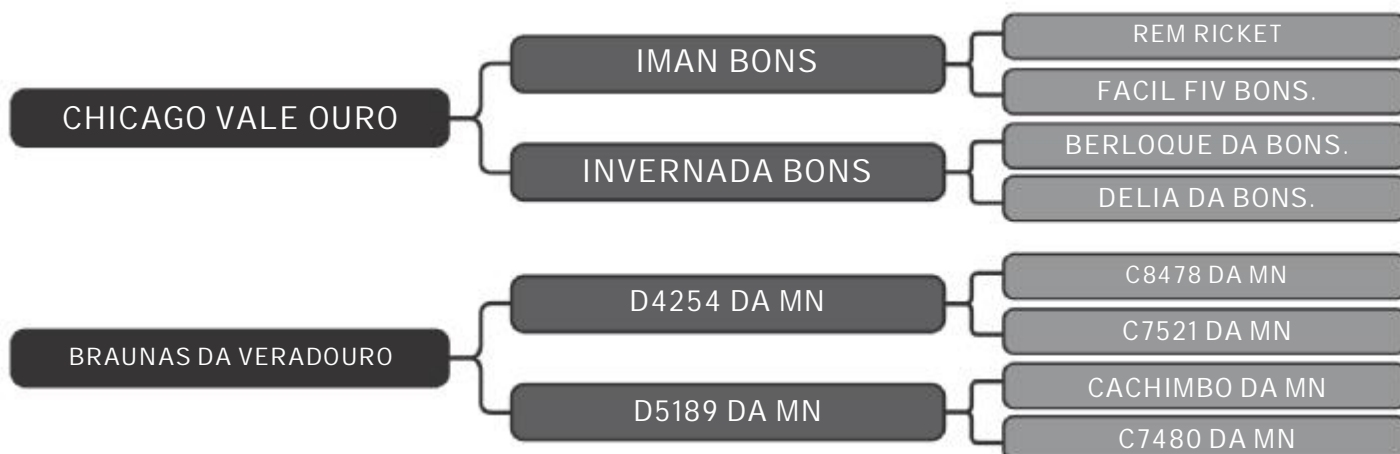 CHICAGO VALE OURO
IMAN BONS
REM RICKET
FACIL FIV BONS.
INVERNADA BONS
BERLOQUE DA BONS.
DELIA DA BONS.
BRAUNAS DA VERADOURO
D4254 DA MN
C8478 DA MN
C7521 DA MN
D5189 DA MN
CACHIMBO DA MN
C7480 DA MN